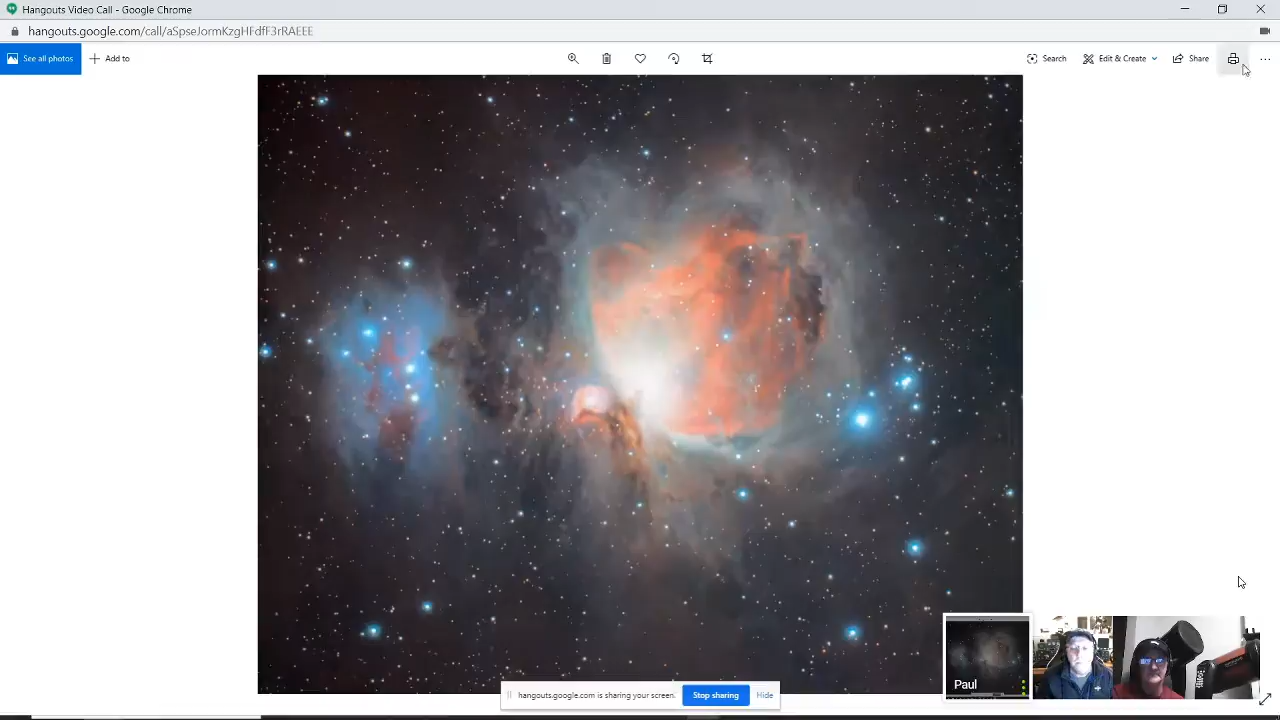 Hangouts Video Call - Google Chrome
hangouts.google.com/call/aSpseJormKzgHFdfF3rRAEEE
See all photos
Add to
Search
Edit & Create
Share
Paul
hangouts.google.com is sharing your screen.
Stop sharing
Hide